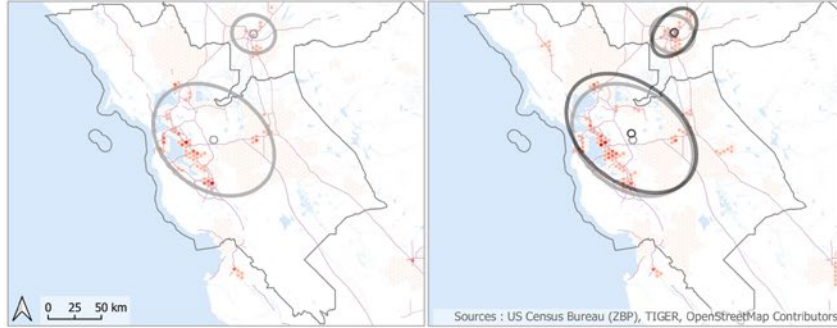 0 25 50 km
Sources : US Census Bureau (ZBP), TIGER, OpenStreetMap Contributors